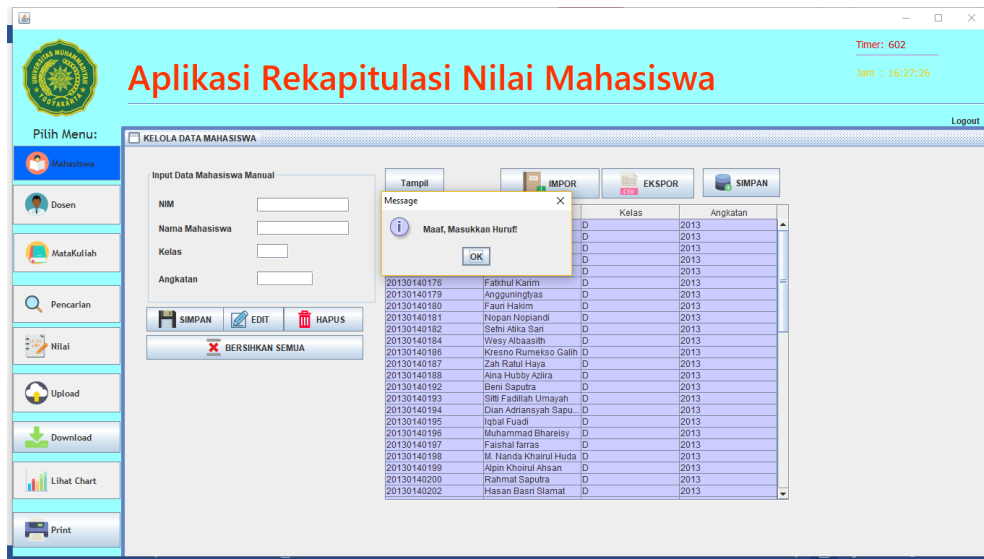 Timer: 602
Aplikasi Rekapitulasi Nilai Mahasiswa
Jam : 16:27:26
Logout
Pilih Menu:
Mahasiswa
Dosen
MataKuliah
Pencarian
Nilai
Upload
Download
Lihat Chart
Print
KELOLA DATA MAHASISWA
Input Data Mahasiswa Manual
NIM
Nama Mahasiswa
Kelas
Angkatan
SIMPAN EDIT HAPUS
BERSIHKAN SEMUA
Tampil IMPOR EKSPOR SIMPAN
Message
Maaf, Masukkan Huruf!
OK
Kelas Angkatan
D 2013
D 2013
D 2013
D 2013
D 2013
20130140176 Fatkhul Karim D 2013
20130140179 Angguningtyas D 2013
20130140180 Fauri Hakim D 2013
20130140181 Nopan Nopiandi D 2013
20130140182 Sefni Atika Sari D 2013
20130140184 Wesy Albaasith D 2013
20130140186 Kresno Rumekso Galih D 2013
20130140187 Zah Ratul Haya D 2013
20130140188 Aina Hubby Aziira D 2013
20130140192 Beni Saputra D 2013
20130140193 Sitti Fadillah Umayah D 2013
20130140194 Dian Adriansyah Sapu... D 2013
20130140195 Iqbal Fuadi D 2013
20130140196 Muhammad Bhareisy D 2013
20130140197 Faishal farras D 2013
20130140198 M. Nanda Khairul Huda D 2013
20130140199 Alpin Khoirul Ahsan D 2013
20130140200 Rahmat Saputra D 2013
20130140202 Hasan Basri Slamat D 2013